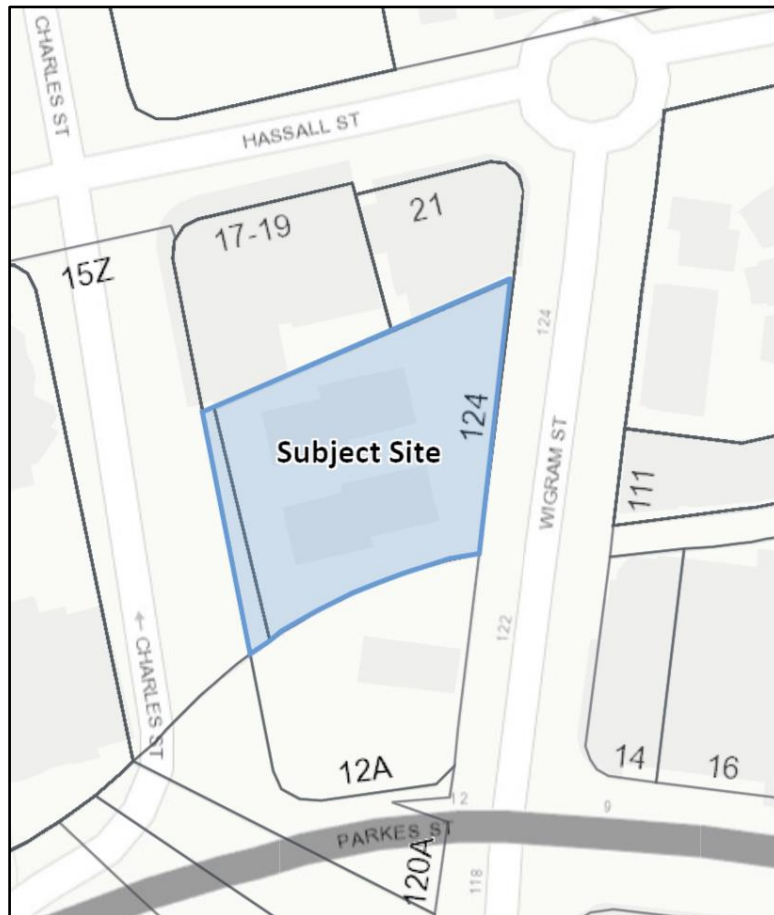 CHARLES ST
HASSALL ST
17-19
21
15Z
124
124
Subject Site
WIGRAM ST
111
CHARLES ST
122
12A
14
16
12
9
PARKES ST
120A
118